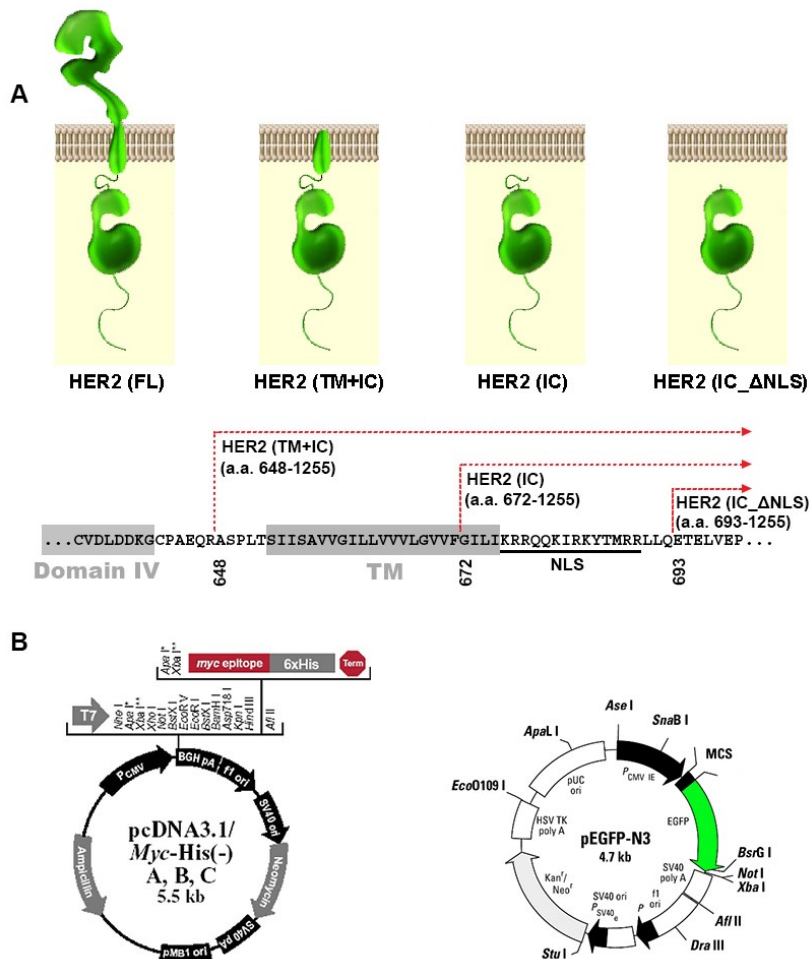 A
HER2 (FL)
HER2 (TM+IC)
HER2 (IC)
HER2 (IC_ΔNLS)
HER2 (TM+IC)
(a.a. 648-1255)
HER2 (IC)
(a.a. 672-1255)
HER2 (IC_ΔNLS)
(a.a. 693-1255)
...CVDLDDKGCPAEQRASPLTSIISAVVGILLVVVLGVVFGILIKRRQQKIRKYTMRRLLQETELVEP...
Domain IV
648
TM
672
NLS
693
B
Apa I*
Xba I**
myc epitope
6xHis
Term
T7
Nhe I
Apa I*
Xba I**
Xho I
Not I
BstX I
EcoR V
EcoR I
BstX I
BamH I
Asp718 I
Kpn I
Hind III
Afl II
PCMV
BGH pA
f1 ori
SV40 ori
Neomycin
SV40 pA
pMB1 ori
Ampicillin
pcDNA3.1/
Myc-His(-)
A, B, C
5.5 kb
Ase I
SnaB I
MCS
ApaL I
EcoO109 I
pUC
ori
PCMV IE
EGFP
HSV TK
poly A
pEGFP-N3
4.7 kb
BsrG I
Not I
Xba I
SV40
poly A
Kanr/
Neor
SV40 ori
PSV40e
P
f1
ori
Afl II
Dra III
Stu I